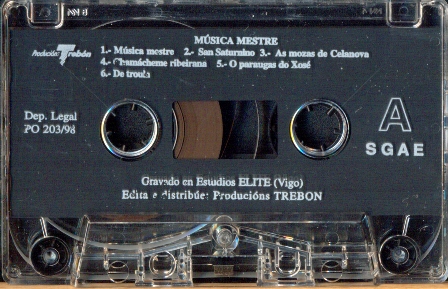 MÚSICA MESTRE
Producións Trebón
1.- Música mestre 2.- San Saturnino 3.- As mozas de Celanova
4.- Chamácheme ribeirana 5.- O paraugas do Xosé
6.- De troula
Dep. Legal
PO 203/98
A
SGAE
Gravado en Estudios ELITE (Vigo)
Edita e distribúe: Producións TREBON